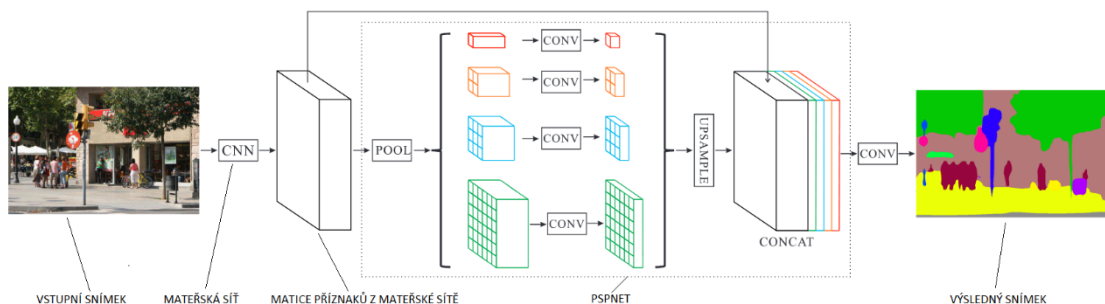 CNN
POOL
CONV
CONV
CONV
CONV
UPSAMPLE
CONCAT
CONV
VSTUPNÍ SNÍMEK
MATEŘSKÁ SÍŤ
MATICE PŘÍZNAKŮ Z MATEŘSKÉ SÍTĚ
PSPNET
VÝSLEDNÝ SNÍMEK